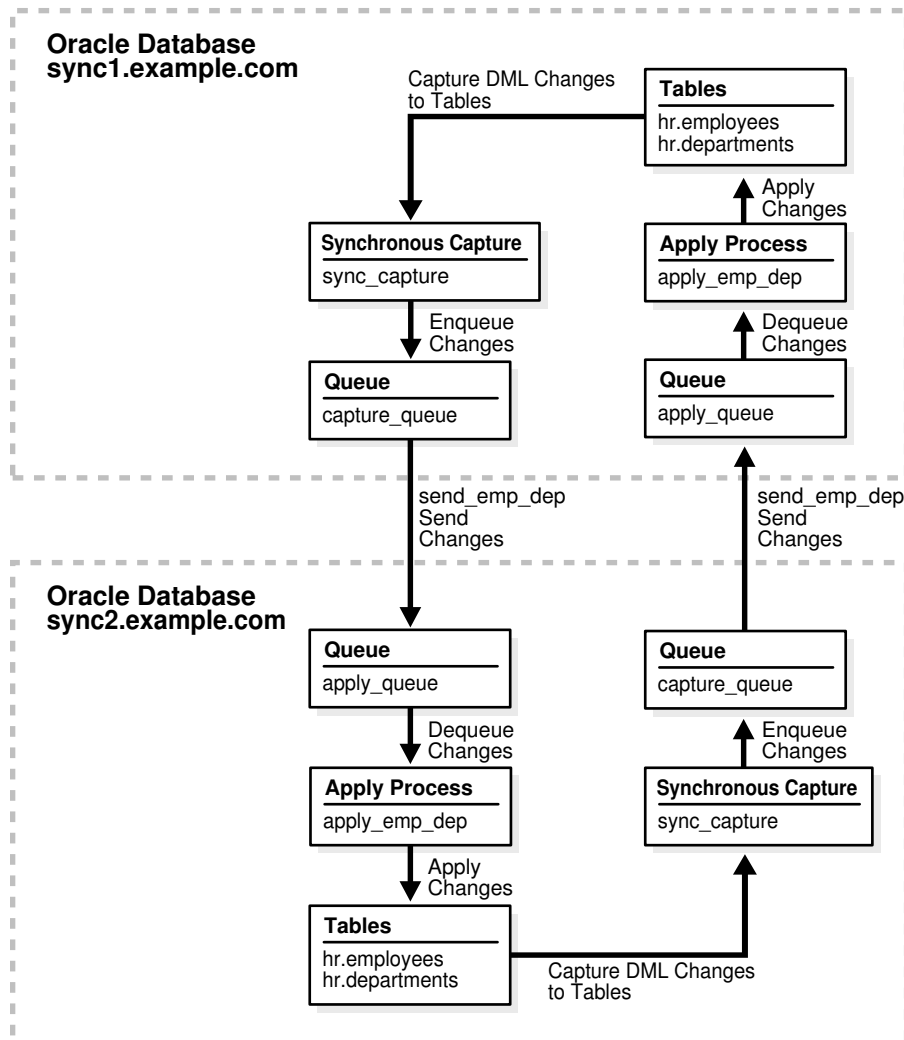 Oracle Database
sync1.example.com
Capture DML Changes
to Tables
Tables
hr.employees
hr.departments
Apply
Changes
Synchronous Capture
sync_capture
Apply Process
apply_emp_dep
Enqueue
Changes
Dequeue
Changes
Queue
capture_queue
Queue
apply_queue
send_emp_dep
Send
Changes
send_emp_dep
Send
Changes
Oracle Database
sync2.example.com
Queue
apply_queue
Queue
capture_queue
Dequeue
Changes
Enqueue
Changes
Apply Process
apply_emp_dep
Synchronous Capture
sync_capture
Apply
Changes
Tables
hr.employees
hr.departments
Capture DML Changes
to Tables